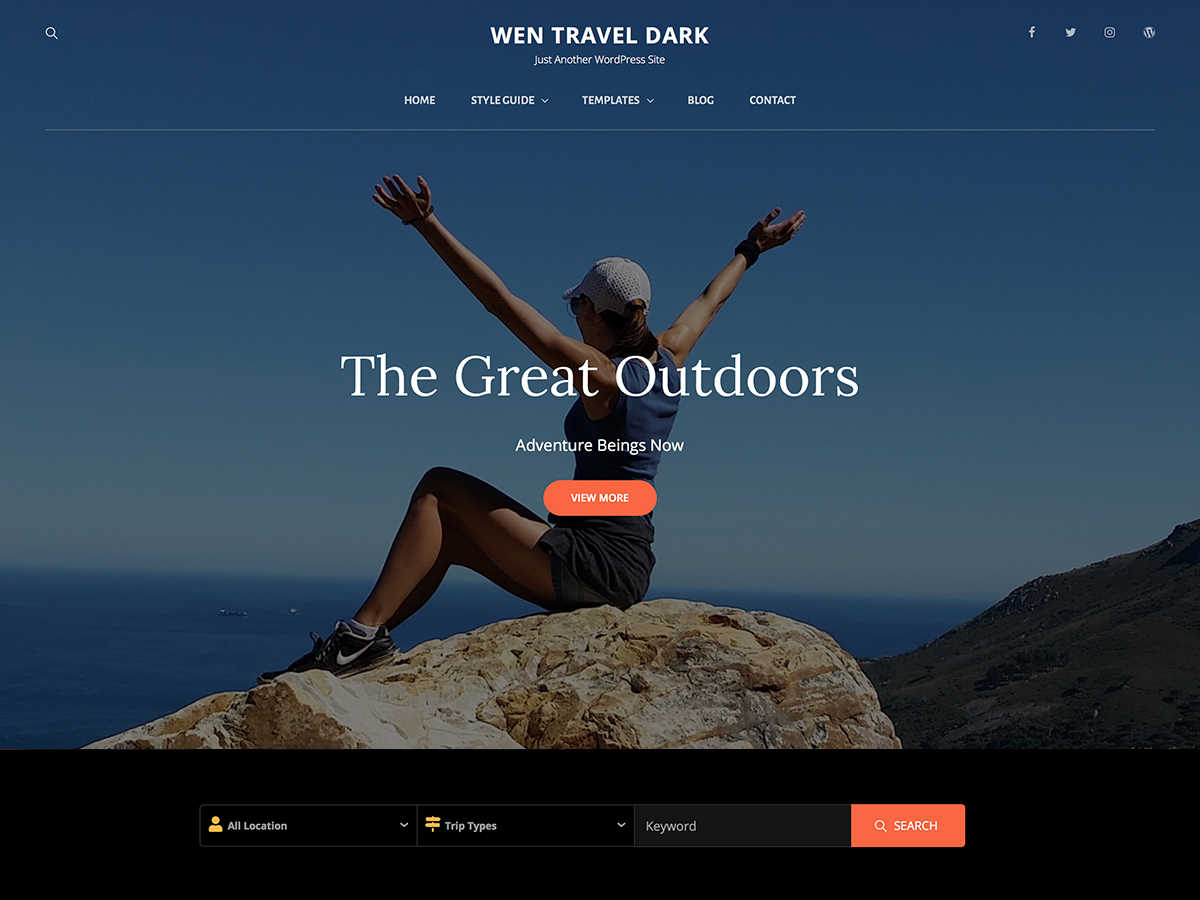 WEN TRAVEL DARK
Just Another WordPress Site
HOME STYLE GUIDE TEMPLATES BLOG CONTACT
The Great Outdoors
Adventure Beings Now
VIEW MORE
All Location Trip Types Keyword SEARCH